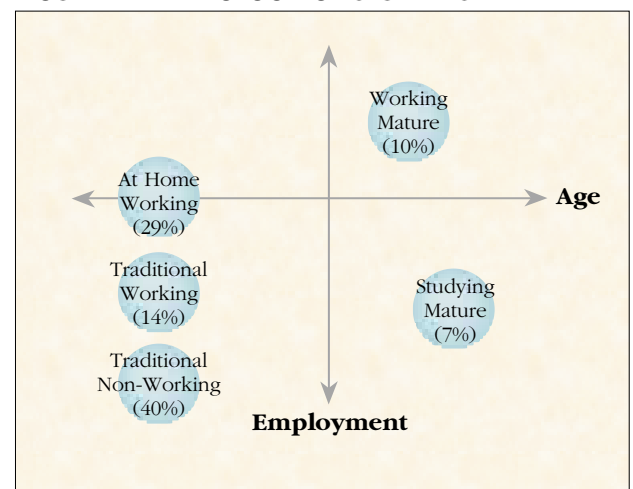 Working
Mature
(10%)
At Home
Working
(29%)
Age
Traditional
Working
(14%)
Studying
Mature
(7%)
Traditional
Non-Working
(40%)
Employment